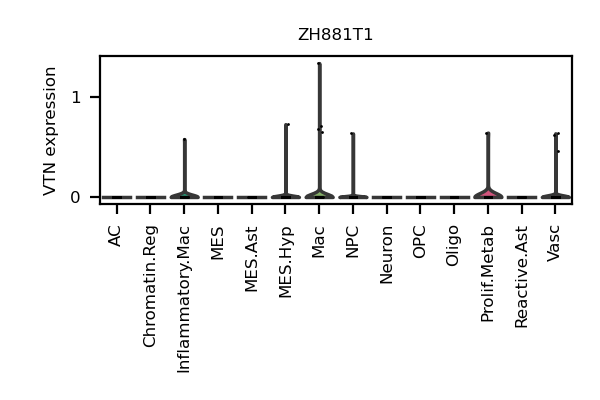 ZH881T1
VTN expression
1
0
AC
Chromatin.Reg
Inflammatory.Mac
MES
MES.Ast
MES.Hyp
Mac
NPC
Neuron
OPC
Oligo
Prolif.Metab
Reactive.Ast
Vasc